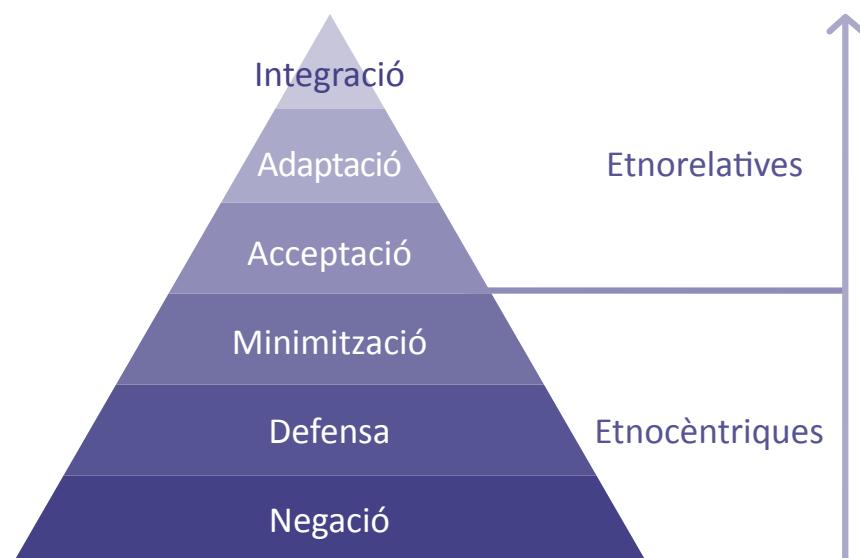 Integració
Adaptació
Etnorelatives
Acceptació
Minimització
Defensa
Etnocèntriques
Negació